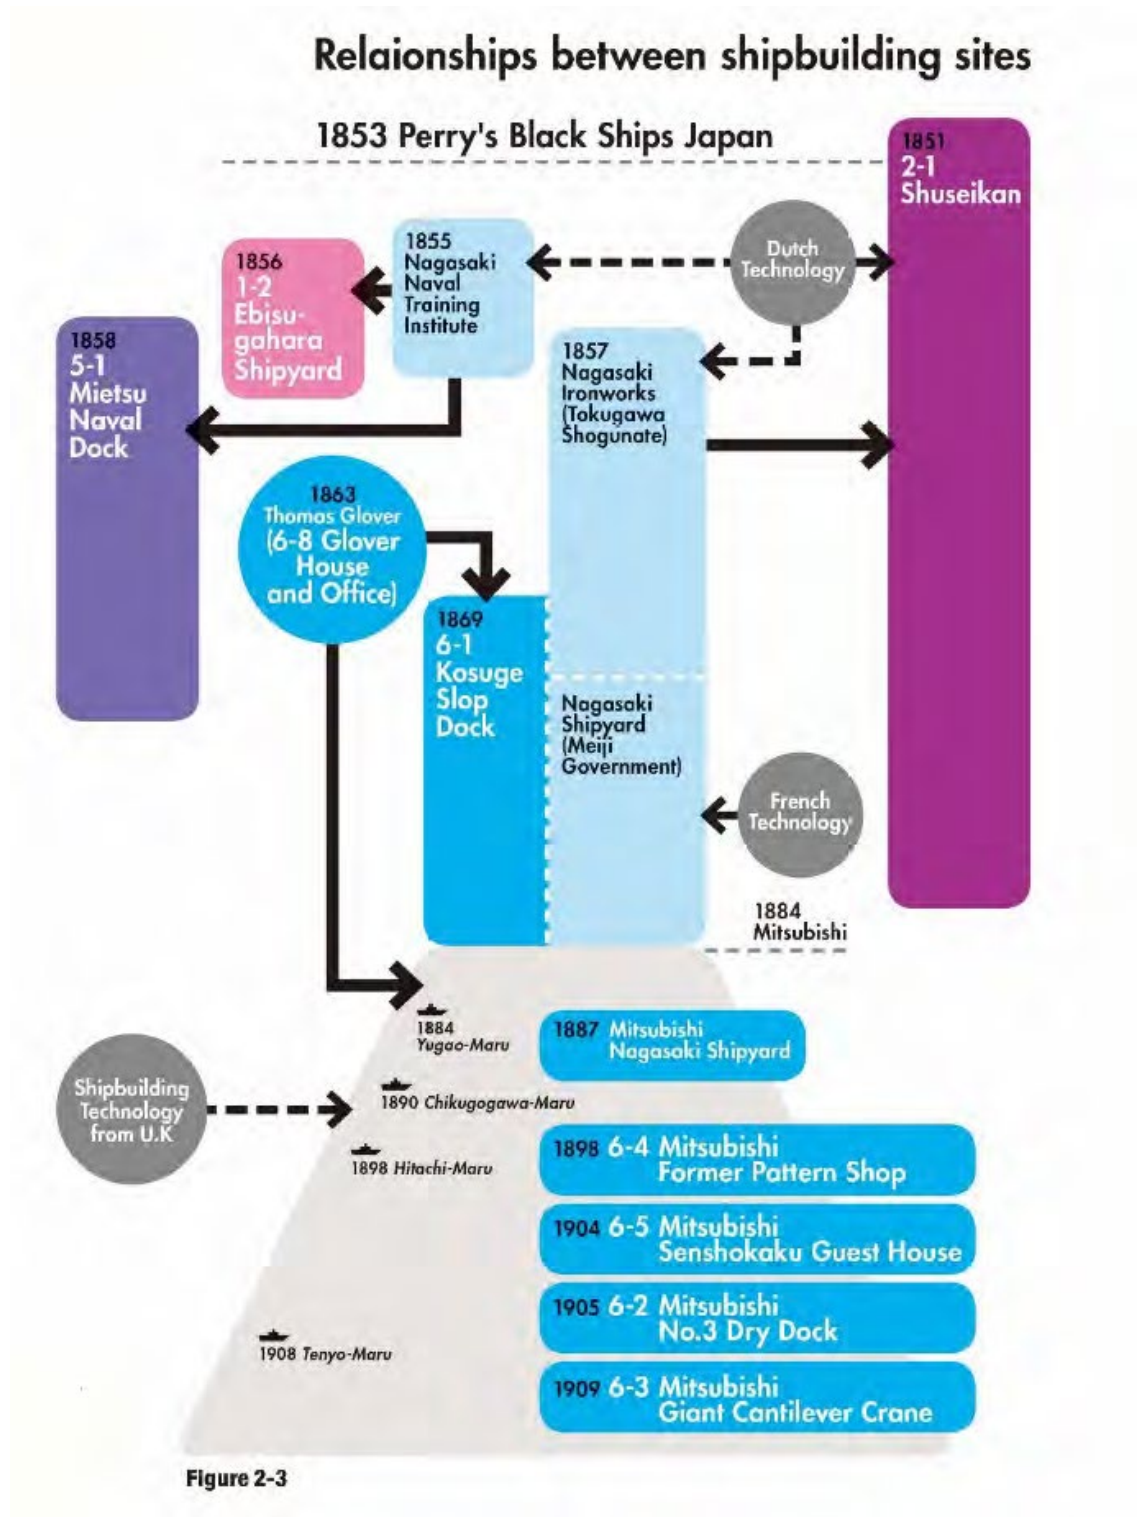 Relaionships between shipbuilding sites
1853 Perry's Black Ships Japan
1851
2-1
Shuseikan
Dutch
Technology
1855
Nagasaki
Naval
Training
Institute
1856
1-2
Ebisu-
gahara
Shipyard
1858
5-1
Mietsu
Naval
Dock
1857
Nagasaki
Ironworks
(Tokugawa
Shogunate)
1863
Thomas Glover
(6-8 Glover
House
and Office)
1869
6-1
Kosuge
Slop
Dock
Nagasaki
Shipyard
(Meiji
Government)
French
Technology
1884
Mitsubishi
1884
Yugao-Maru
1887 Mitsubishi
Nagasaki Shipyard
Shipbuilding
Technology
from U.K
1890 Chikugogawa-Maru
1898 Hitachi-Maru
1898 6-4 Mitsubishi
Former Pattern Shop
1904 6-5 Mitsubishi
Senshokaku Guest House
1905 6-2 Mitsubishi
No.3 Dry Dock
1908 Tenyo-Maru
1909 6-3 Mitsubishi
Giant Cantilever Crane
Figure 2-3